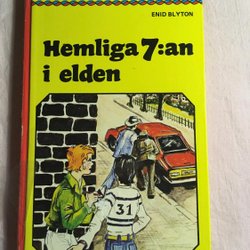 ENID BLYTON
Hemliga 7:an
i elden
31